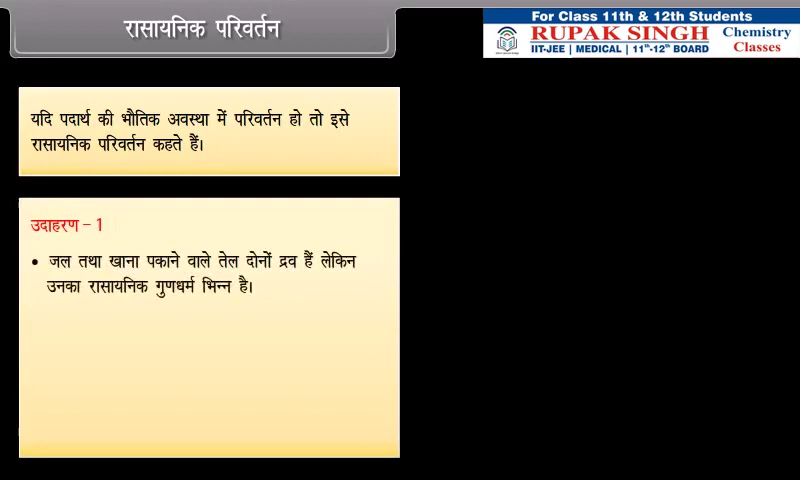 रासायनिक परिवर्तन
For Class 11th & 12th Students
RUPAK SINGH
IIT-JEE | MEDICAL | 11th-12th BOARD
Chemistry
Classes
यदि पदार्थ की भौतिक अवस्था में परिवर्तन हो तो इसे
रासायनिक परिवर्तन कहते हैं।
उदाहरण – 1
• जल तथा खाना पकाने वाले तेल दोनों द्रव हैं लेकिन
उनका रासायनिक गुणधर्म भिन्न है।